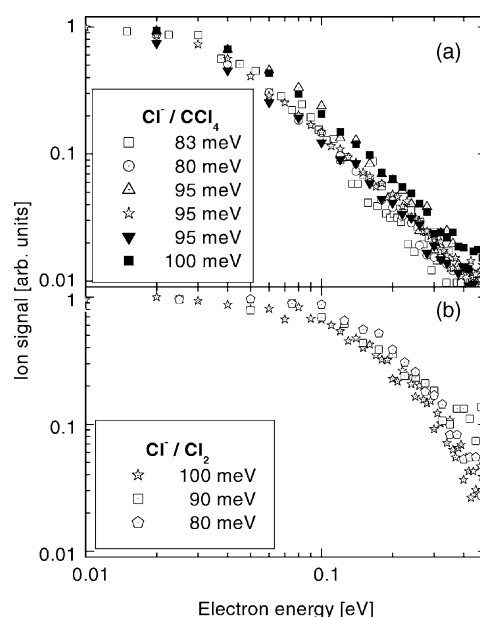 1
(a)
Cl⁻ / CCl₄
83 meV
80 meV
95 meV
95 meV
95 meV
100 meV
0.1
0.01
Ion signal [arb. units]
1
(b)
Cl⁻ / Cl₂
100 meV
90 meV
80 meV
0.1
0.01
0.01
0.1
Electron energy [eV]